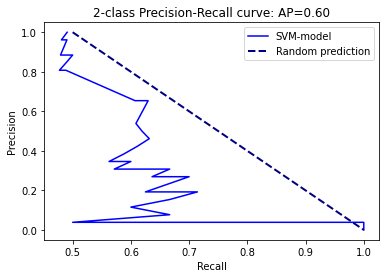 2-class Precision-Recall curve: AP=0.60
SVM-model
Random prediction
Precision
1.0
0.8
0.6
0.4
0.2
0.0
0.5 0.6 0.7 0.8 0.9 1.0
Recall